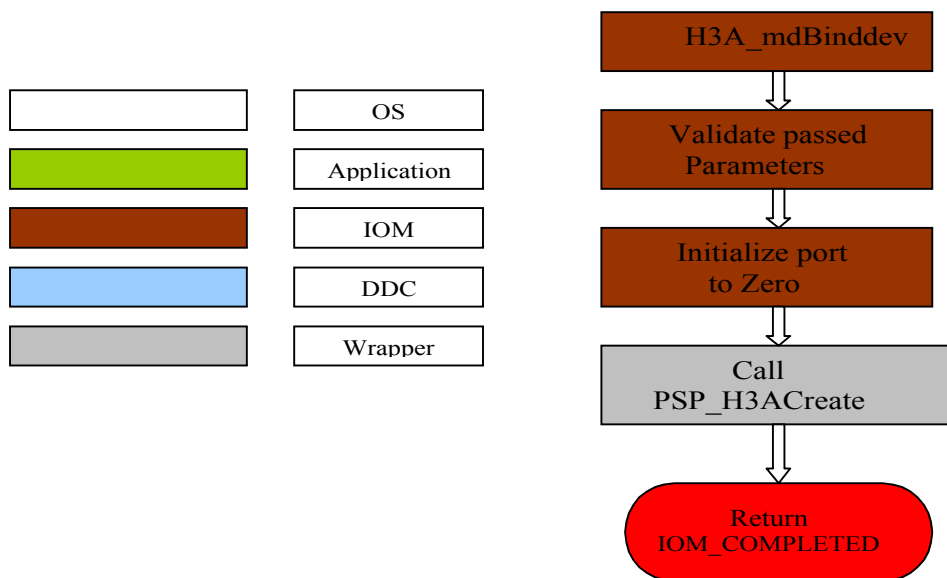 OS
Application
IOM
DDC
Wrapper
H3A_mdBinddev
Validate passed
Parameters
Initialize port
to Zero
Call
PSP_H3ACreate
Return
IOM_COMPLETED